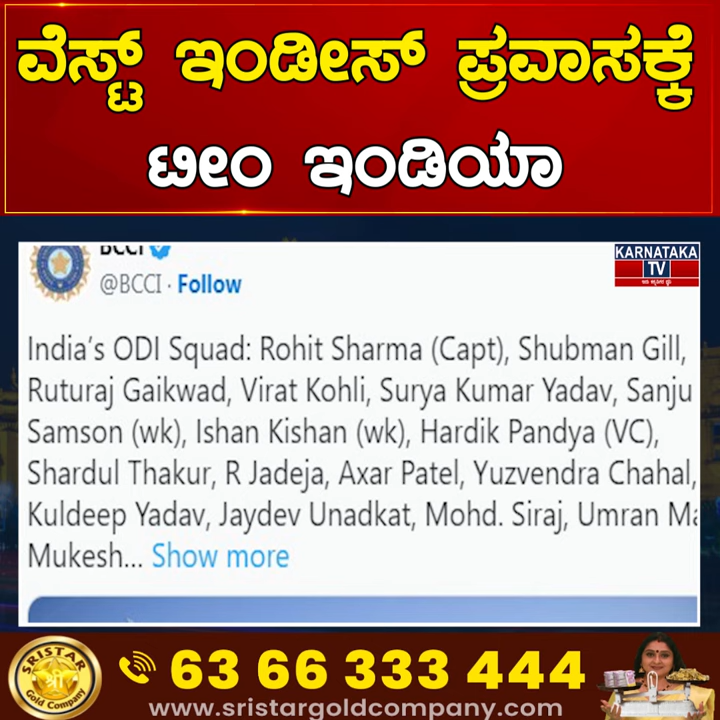 ವೆಸ್ಟ್ ಇಂಡೀಸ್ ಪ್ರವಾಸಕ್ಕೆ
ಟೀಂ ಇಂಡಿಯಾ
KARNATAKA
TV
@BCCI · Follow
India's ODI Squad: Rohit Sharma (Capt), Shubman Gill,
Ruturaj Gaikwad, Virat Kohli, Surya Kumar Yadav, Sanju
Samson (wk), Ishan Kishan (wk), Hardik Pandya (VC),
Shardul Thakur, R Jadeja, Axar Patel, Yuzvendra Chahal,
Kuldeep Yadav, Jaydev Unadkat, Mohd. Siraj, Umran Ma
Mukesh... Show more
SRISTAR
श्री
Gold Company
63 66 333 444
www.sristargoldcompany.com